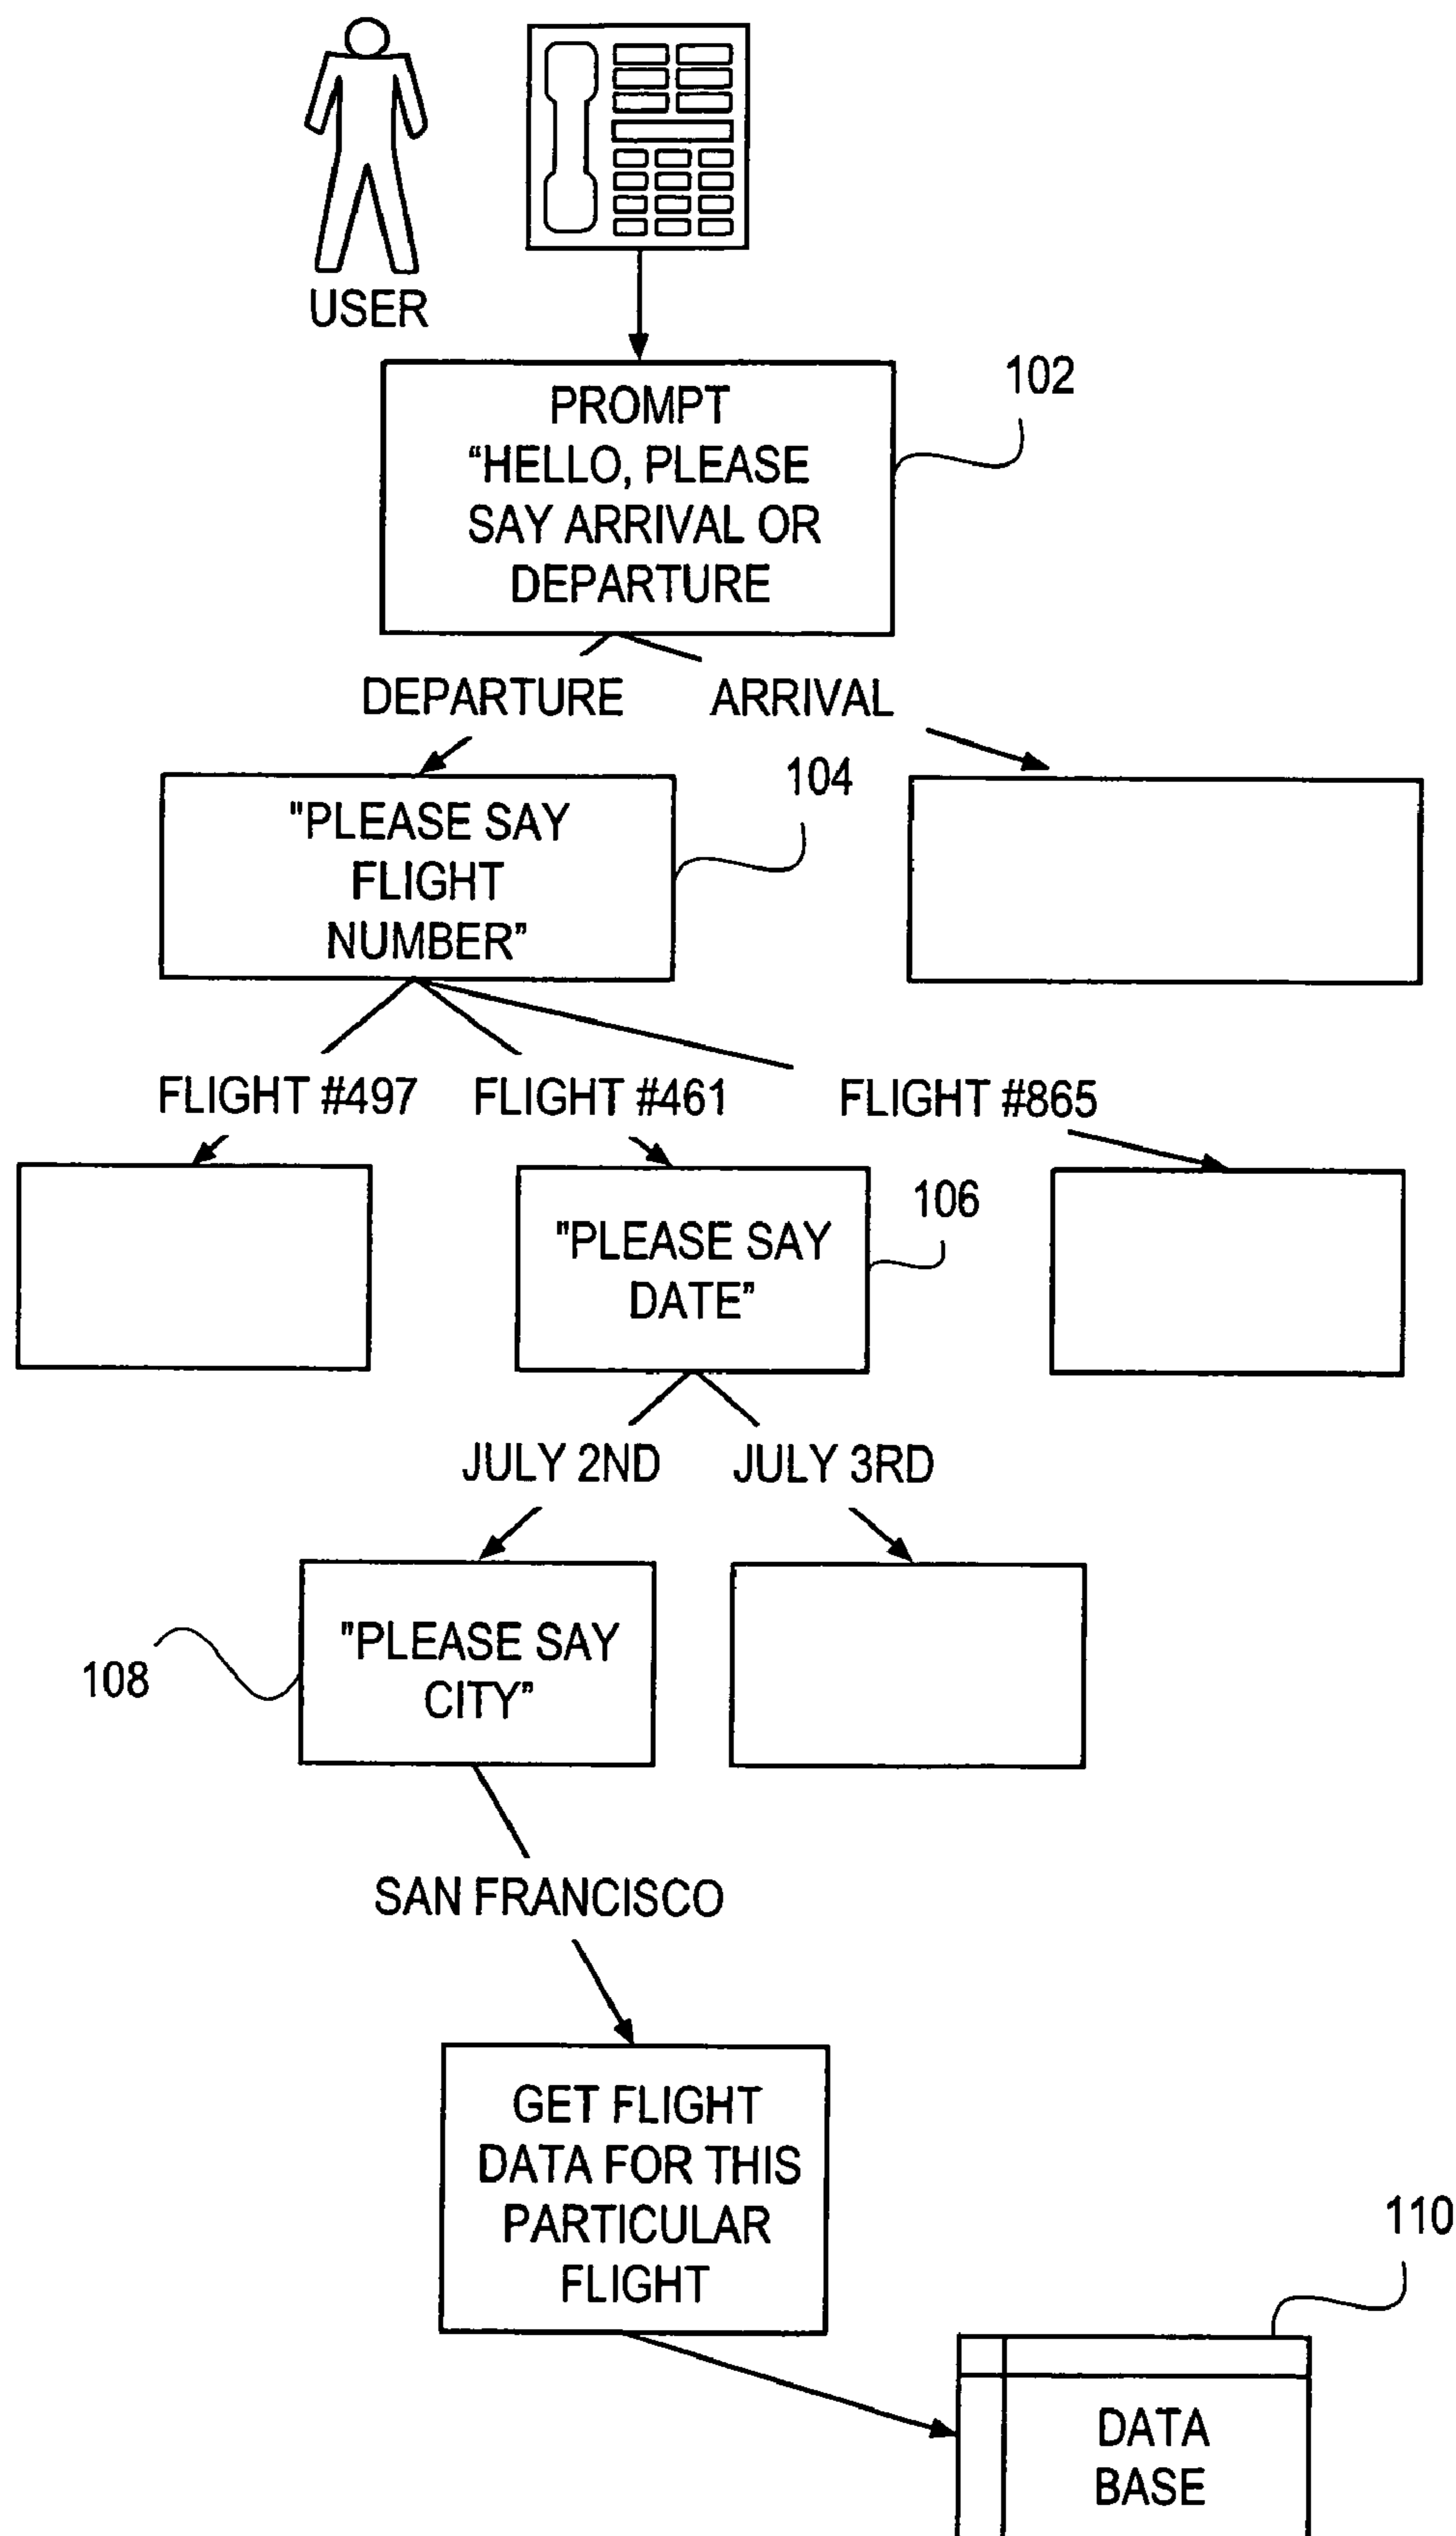 USER
PROMPT
“HELLO, PLEASE
SAY ARRIVAL OR
DEPARTURE
102
DEPARTURE
ARRIVAL
104
"PLEASE SAY
FLIGHT
NUMBER”
FLIGHT #497
FLIGHT #461
FLIGHT #865
106
"PLEASE SAY
DATE”
JULY 2ND
JULY 3RD
108
"PLEASE SAY
CITY”
SAN FRANCISCO
GET FLIGHT
DATA FOR THIS
PARTICULAR
FLIGHT
110
DATA
BASE